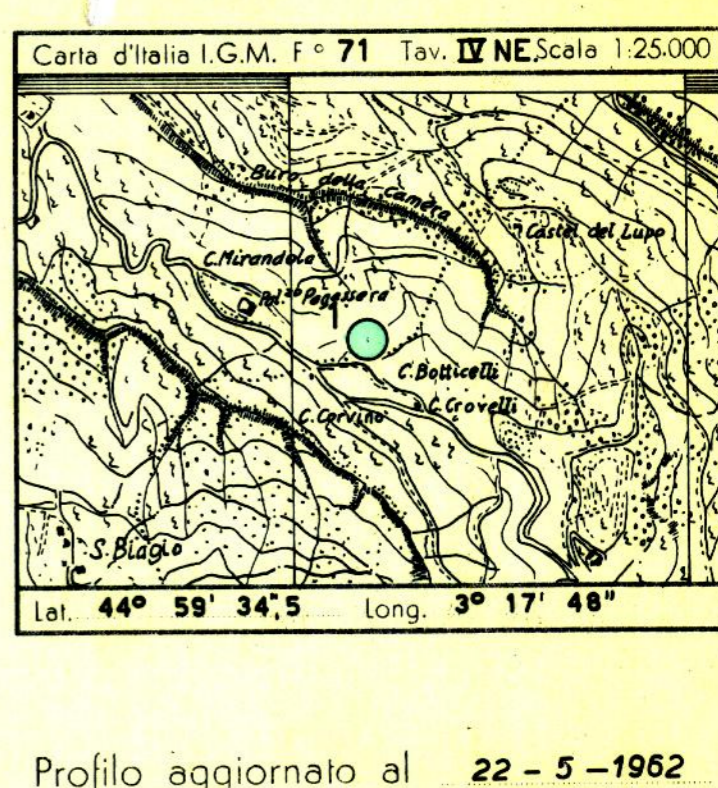 Carta d'Italia I.G.M. F° 71 Tav. IV NE. Scala 1:25.000
Buro della Camera
Castel del Lupo
C. Mirandola
Pal.zo Pegassera
C. Botticelli
C. Crovelli
C. Corvino
S. Biagio
Lat. 44° 59' 34",5 Long. 3° 17' 48"
Profilo aggiornato al 22 - 5 - 1962